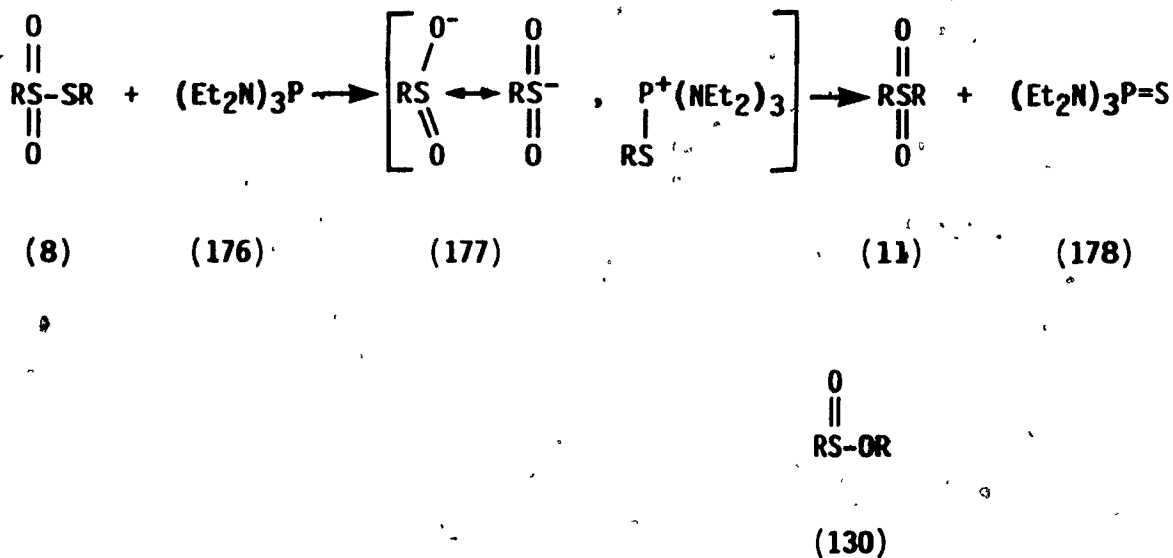 O O⁻ O O
RS-SR + (Et₂N)₃P ⟶ [ RS ⟷ RS⁻ , P⁺(NEt₂)₃ ] ⟶ RSR + (Et₂N)₃P=S
O O O RS O
(8) (176) (177) (11) (178)
O
RS-OR
(130)